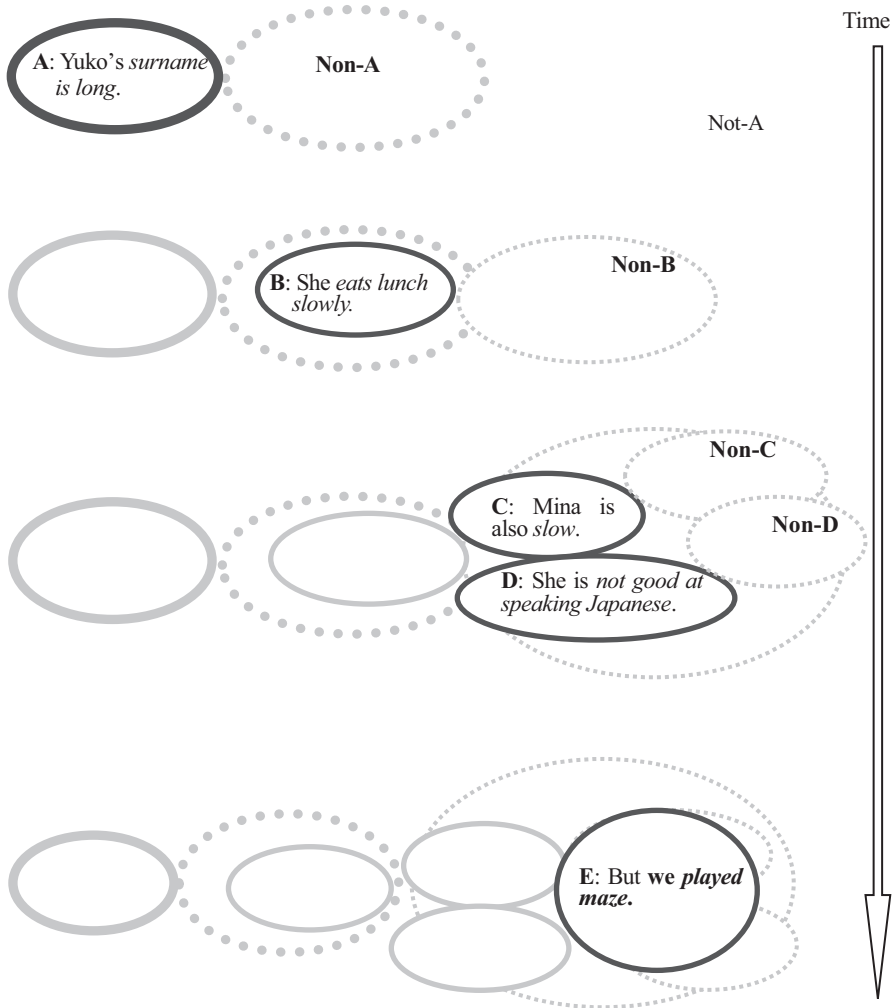 Time
A: Yuko’s surname
is long.
Non-A
Not-A
B: She eats lunch
slowly.
Non-B
Non-C
C: Mina is
also slow.
Non-D
D: She is not good at
speaking Japanese.
E: But we played
maze.